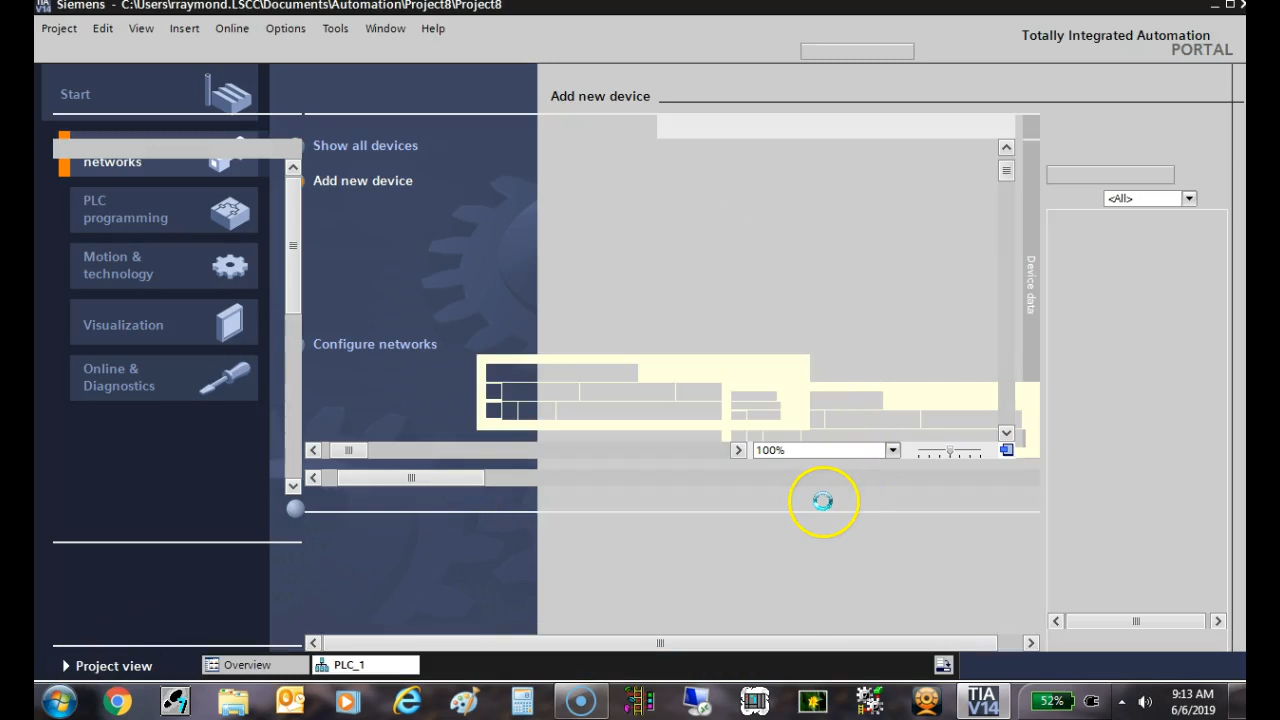 Siemens - C:\Users\rraymond.LSCC\Documents\Automation\Project8\Project8
Project Edit View Insert Online Options Tools Window Help
Totally Integrated Automation
PORTAL
Start
networks
PLC
programming
Motion &
technology
Visualization
Online &
Diagnostics
Show all devices
Add new device
Configure networks
Add new device
<All>
Device data
100%
Project view
Overview
PLC_1
TIA
V14
52%
9:13 AM
6/6/2019